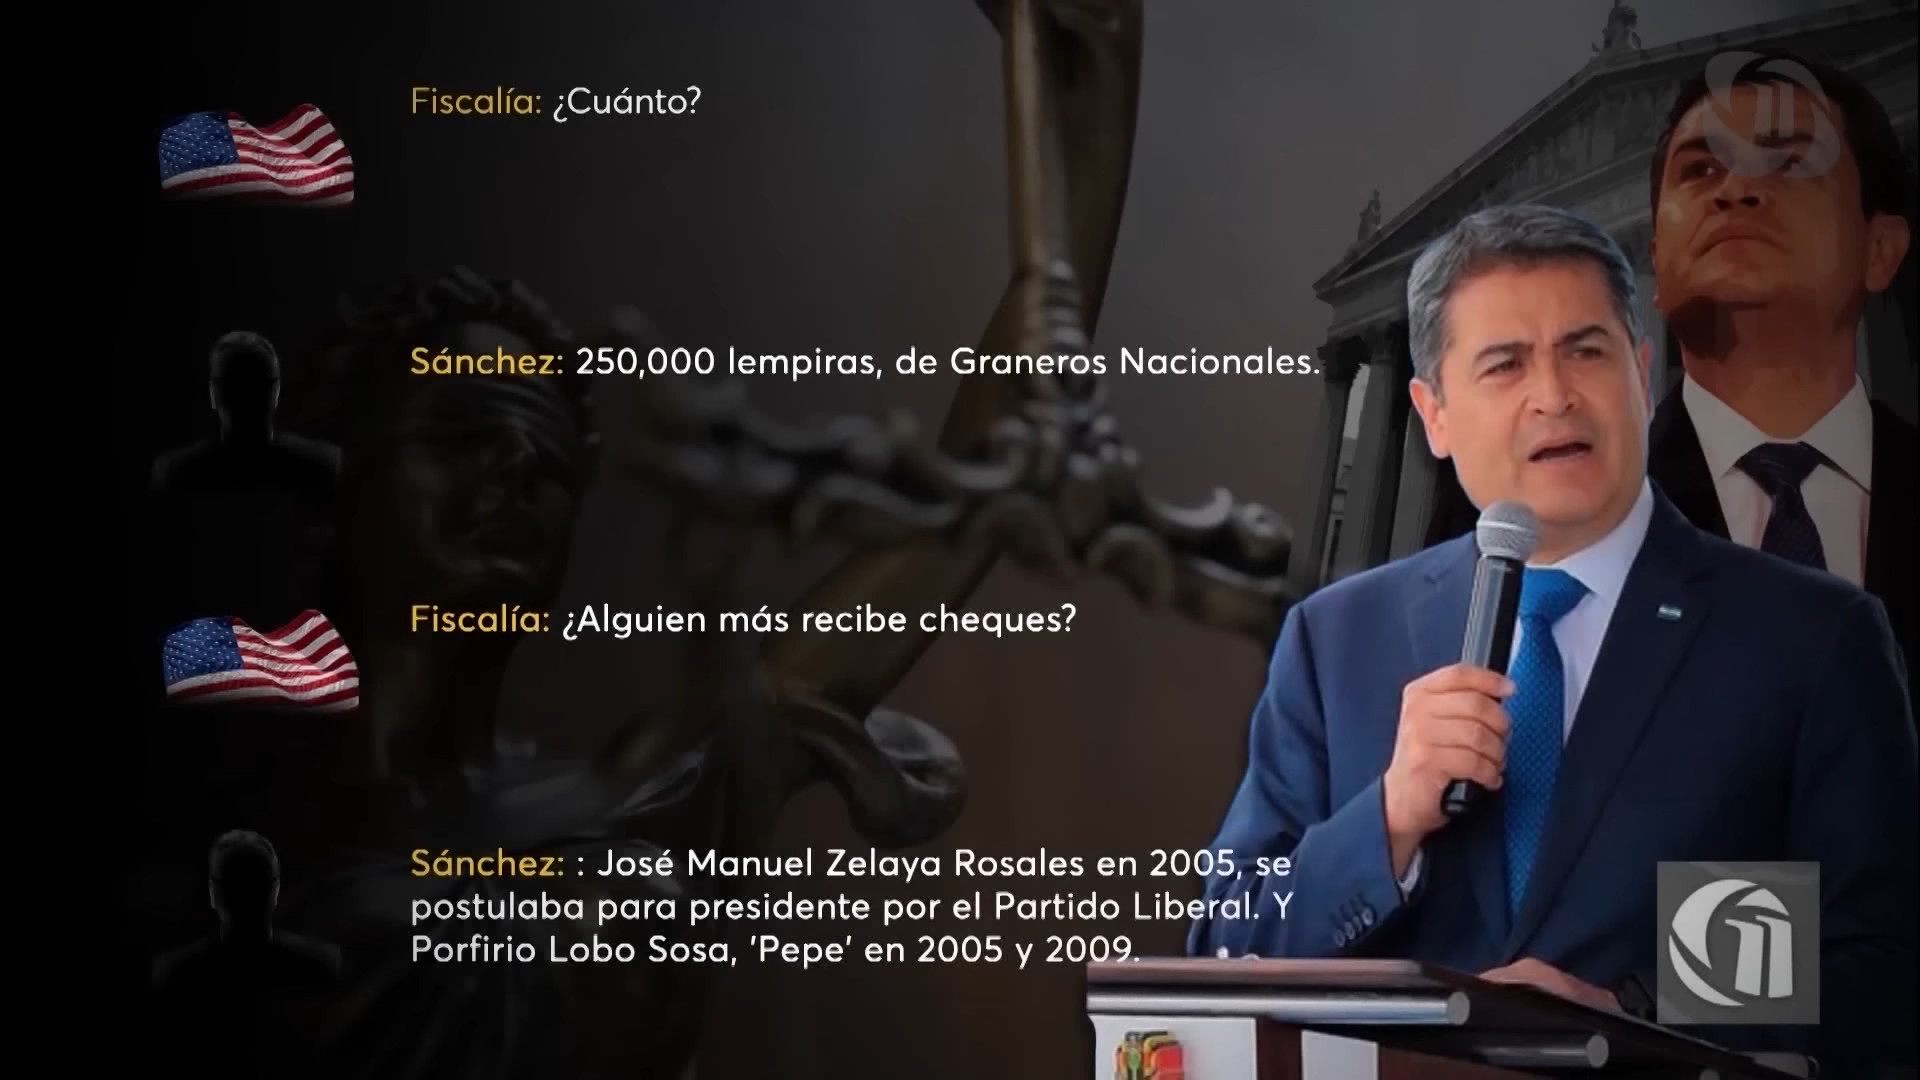 Fiscalía: ¿Cuánto?
Sánchez: 250,000 lempiras, de Graneros Nacionales.
Fiscalía: ¿Alguien más recibe cheques?
Sánchez: : José Manuel Zelaya Rosales en 2005, se
postulaba para presidente por el Partido Liberal. Y
Porfirio Lobo Sosa, 'Pepe' en 2005 y 2009.